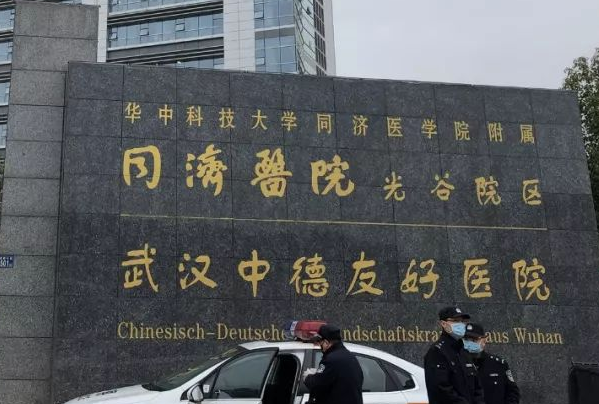 华中科技大学同济医学院附属
同濟醫院 光谷院区
武汉中德友好医院
Chinesisch-Deutsche
aus Wuhan